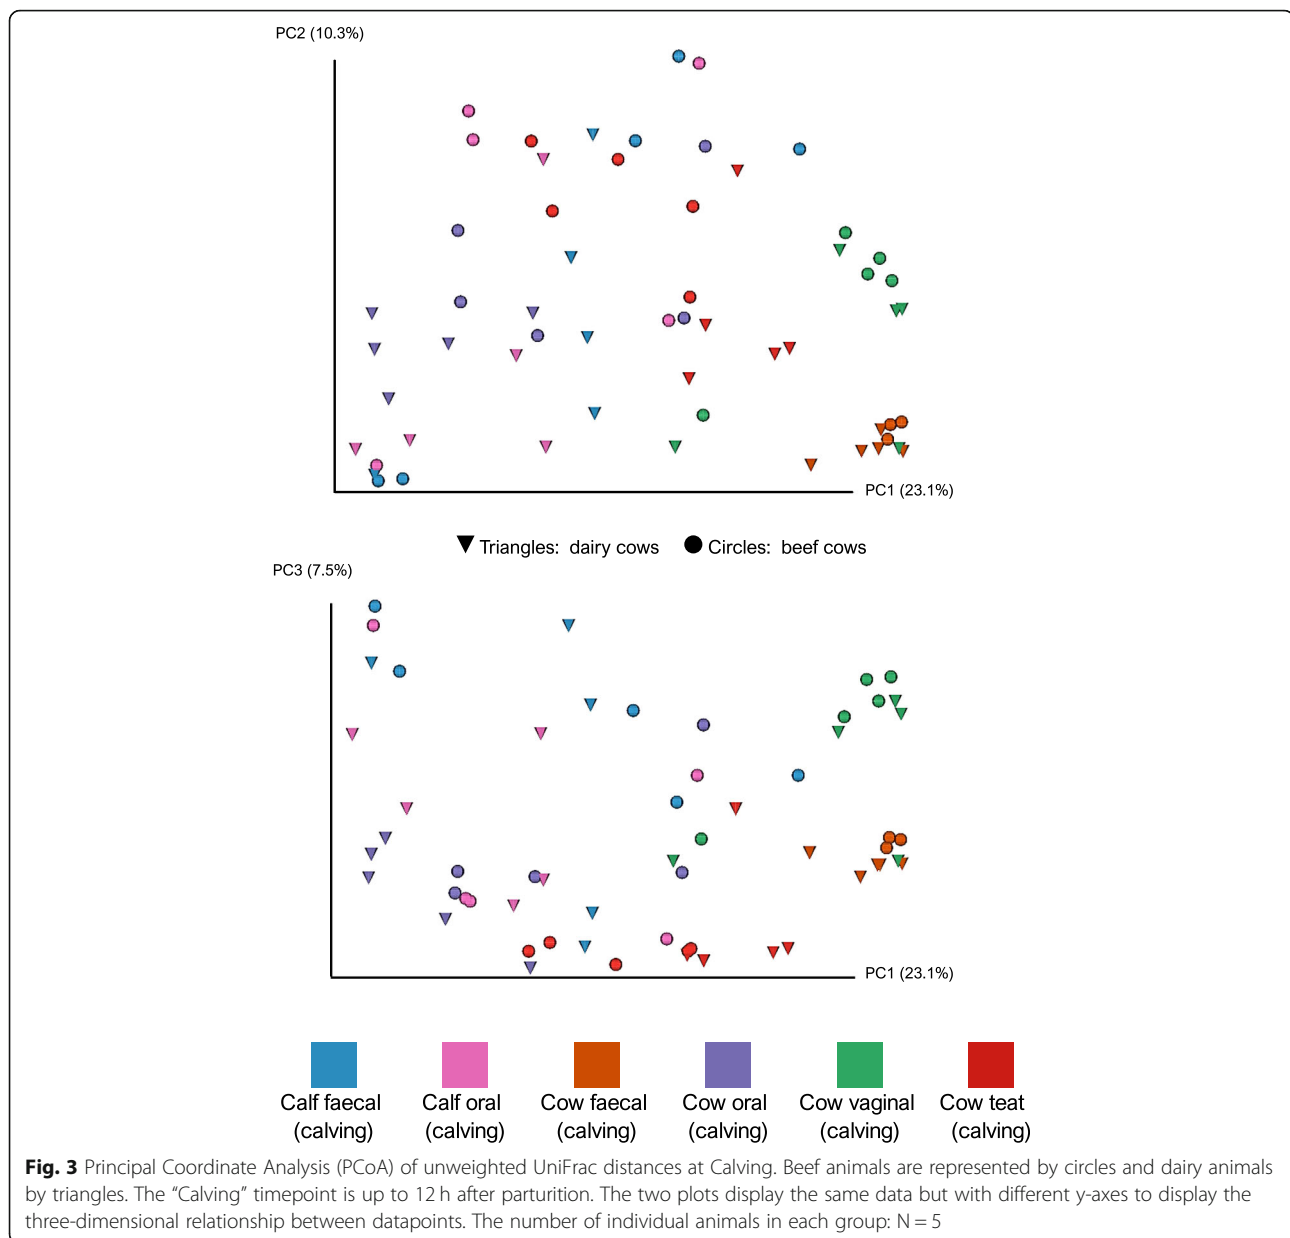 PC2 (10.3%)
PC1 (23.1%)
Triangles: dairy cows Circles: beef cows
PC3 (7.5%)
PC1 (23.1%)
Calf faecal (calving)
Calf oral (calving)
Cow faecal (calving)
Cow oral (calving)
Cow vaginal (calving)
Cow teat (calving)
Fig. 3 Principal Coordinate Analysis (PCoA) of unweighted UniFrac distances at Calving. Beef animals are represented by circles and dairy animals
by triangles. The “Calving” timepoint is up to 12 h after parturition. The two plots display the same data but with different y-axes to display the
three-dimensional relationship between datapoints. The number of individual animals in each group: N = 5